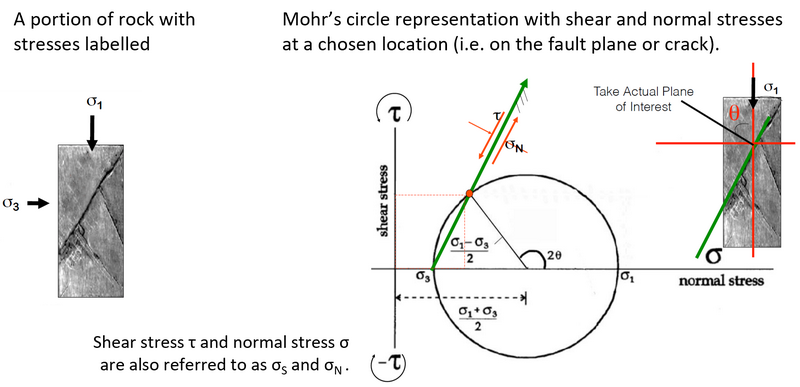 A portion of rock with
stresses labelled
Mohr's circle representation with shear and normal stresses
at a chosen location (i.e. on the fault plane or crack).
σ1
σ3
τ
shear stress
τ
σN
Take Actual Plane
of Interest
θ
σ1
σ1−σ3
2
2θ
σ3
σ1
σ
normal stress
σ1+σ3
2
-τ
Shear stress τ and normal stress σ
are also referred to as σS and σN.